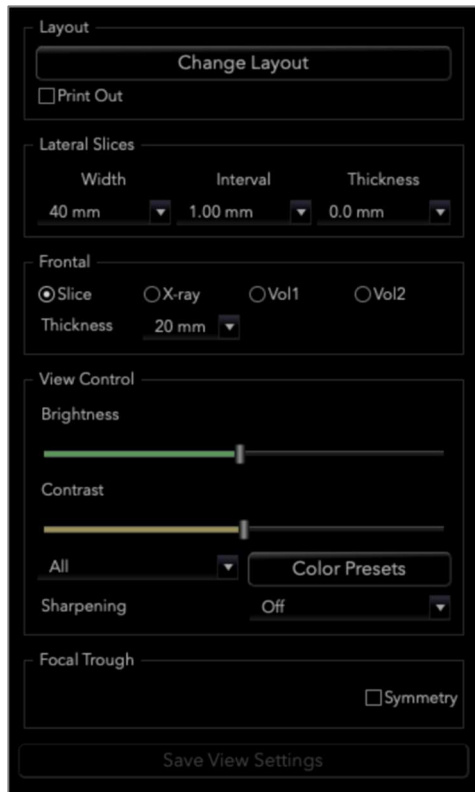 Layout
Change Layout
Print Out
Lateral Slices
Width Interval Thickness
40 mm 1.00 mm 0.0 mm
Frontal
Slice X-ray Vol1 Vol2
Thickness 20 mm
View Control
Brightness
Contrast
All Color Presets
Sharpening Off
Focal Trough
Symmetry
Save View Settings